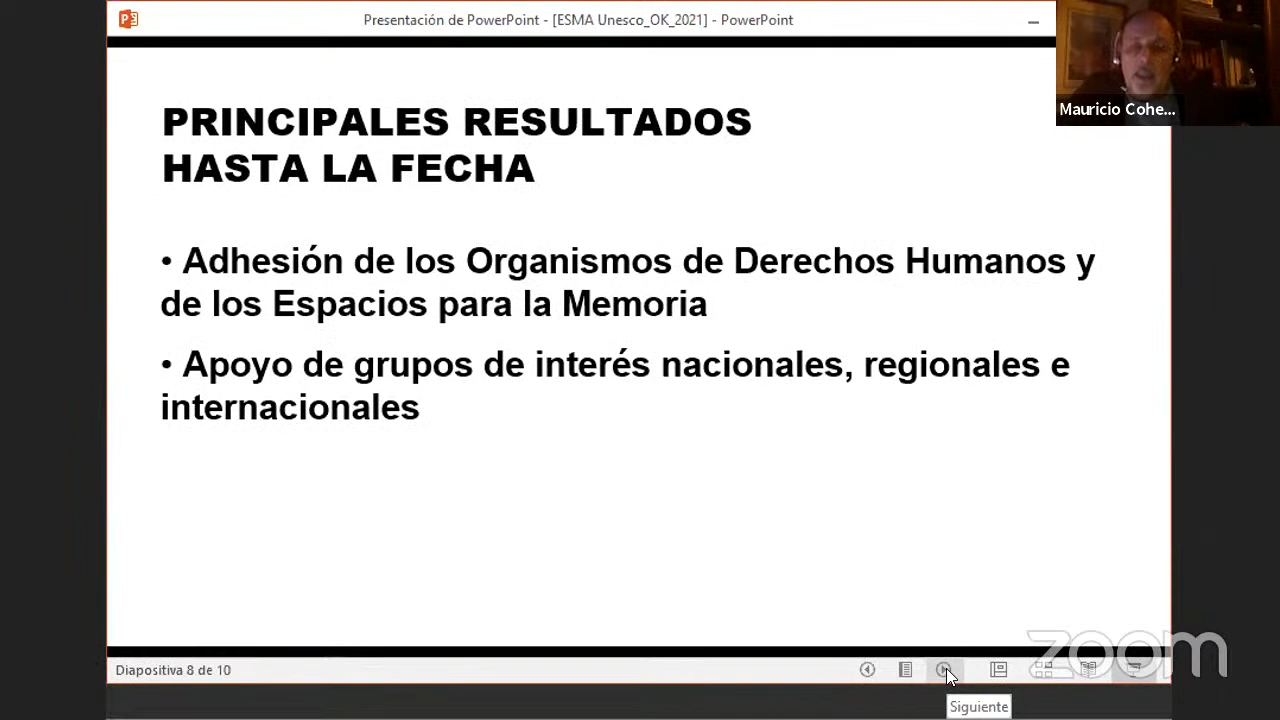 Presentación de PowerPoint - [ESMA Unesco_OK_2021] - PowerPoint
Mauricio Cohe...
PRINCIPALES RESULTADOS
HASTA LA FECHA
• Adhesión de los Organismos de Derechos Humanos y
de los Espacios para la Memoria
• Apoyo de grupos de interés nacionales, regionales e
internacionales
zoom
Diapositiva 8 de 10
Siguiente